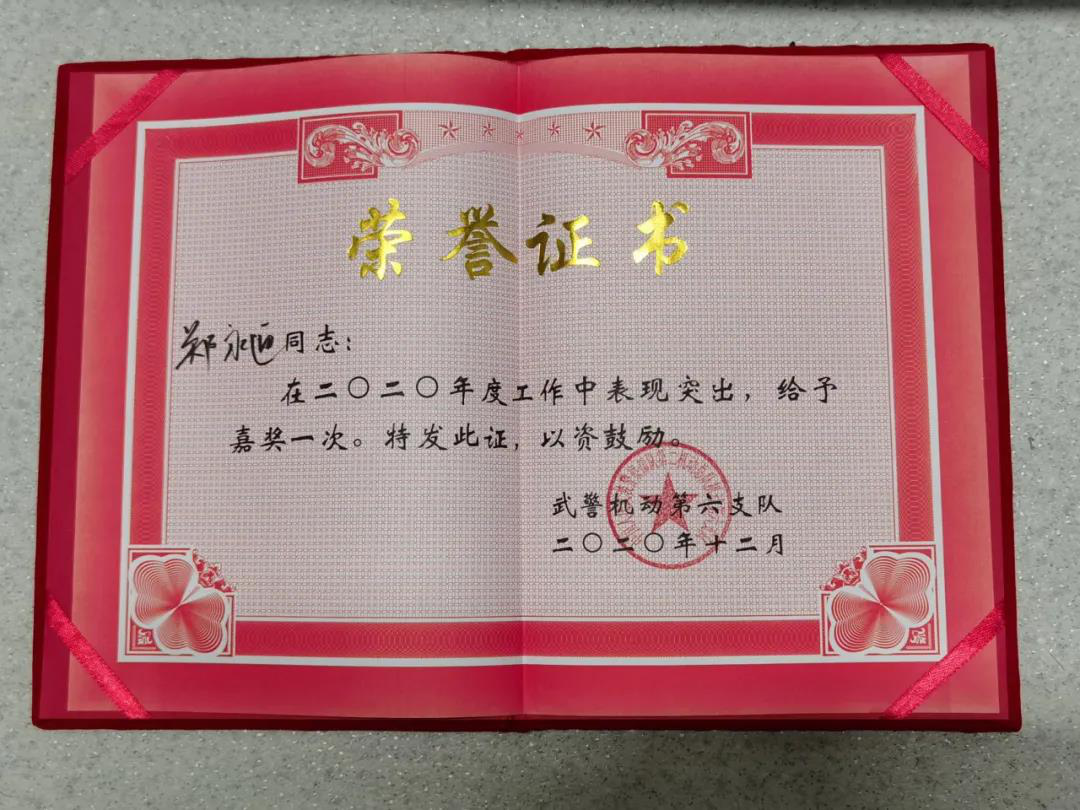 荣誉证书
郑永恒同志：
在二〇二〇年度工作中表现突出，给予
嘉奖一次。特发此证，以资鼓励。
武警机动第六支队
二〇二〇年十二月